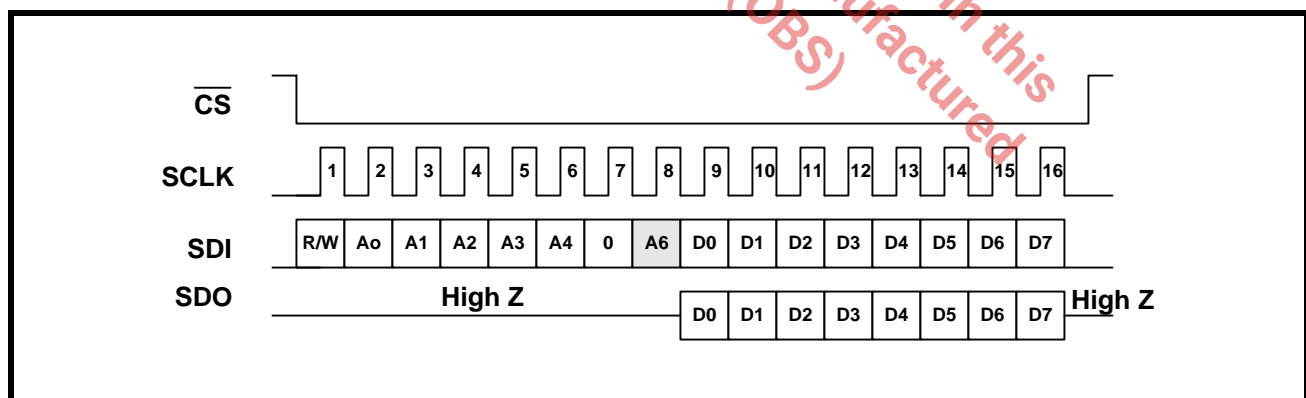 in this
nufactured
(OBS)
CS
SCLK
1 2 3 4 5 6 7 8 9 10 11 12 13 14 15 16
SDI
R/W Ao A1 A2 A3 A4 0 A6 D0 D1 D2 D3 D4 D5 D6 D7
SDO
High Z
D0 D1 D2 D3 D4 D5 D6 D7
High Z